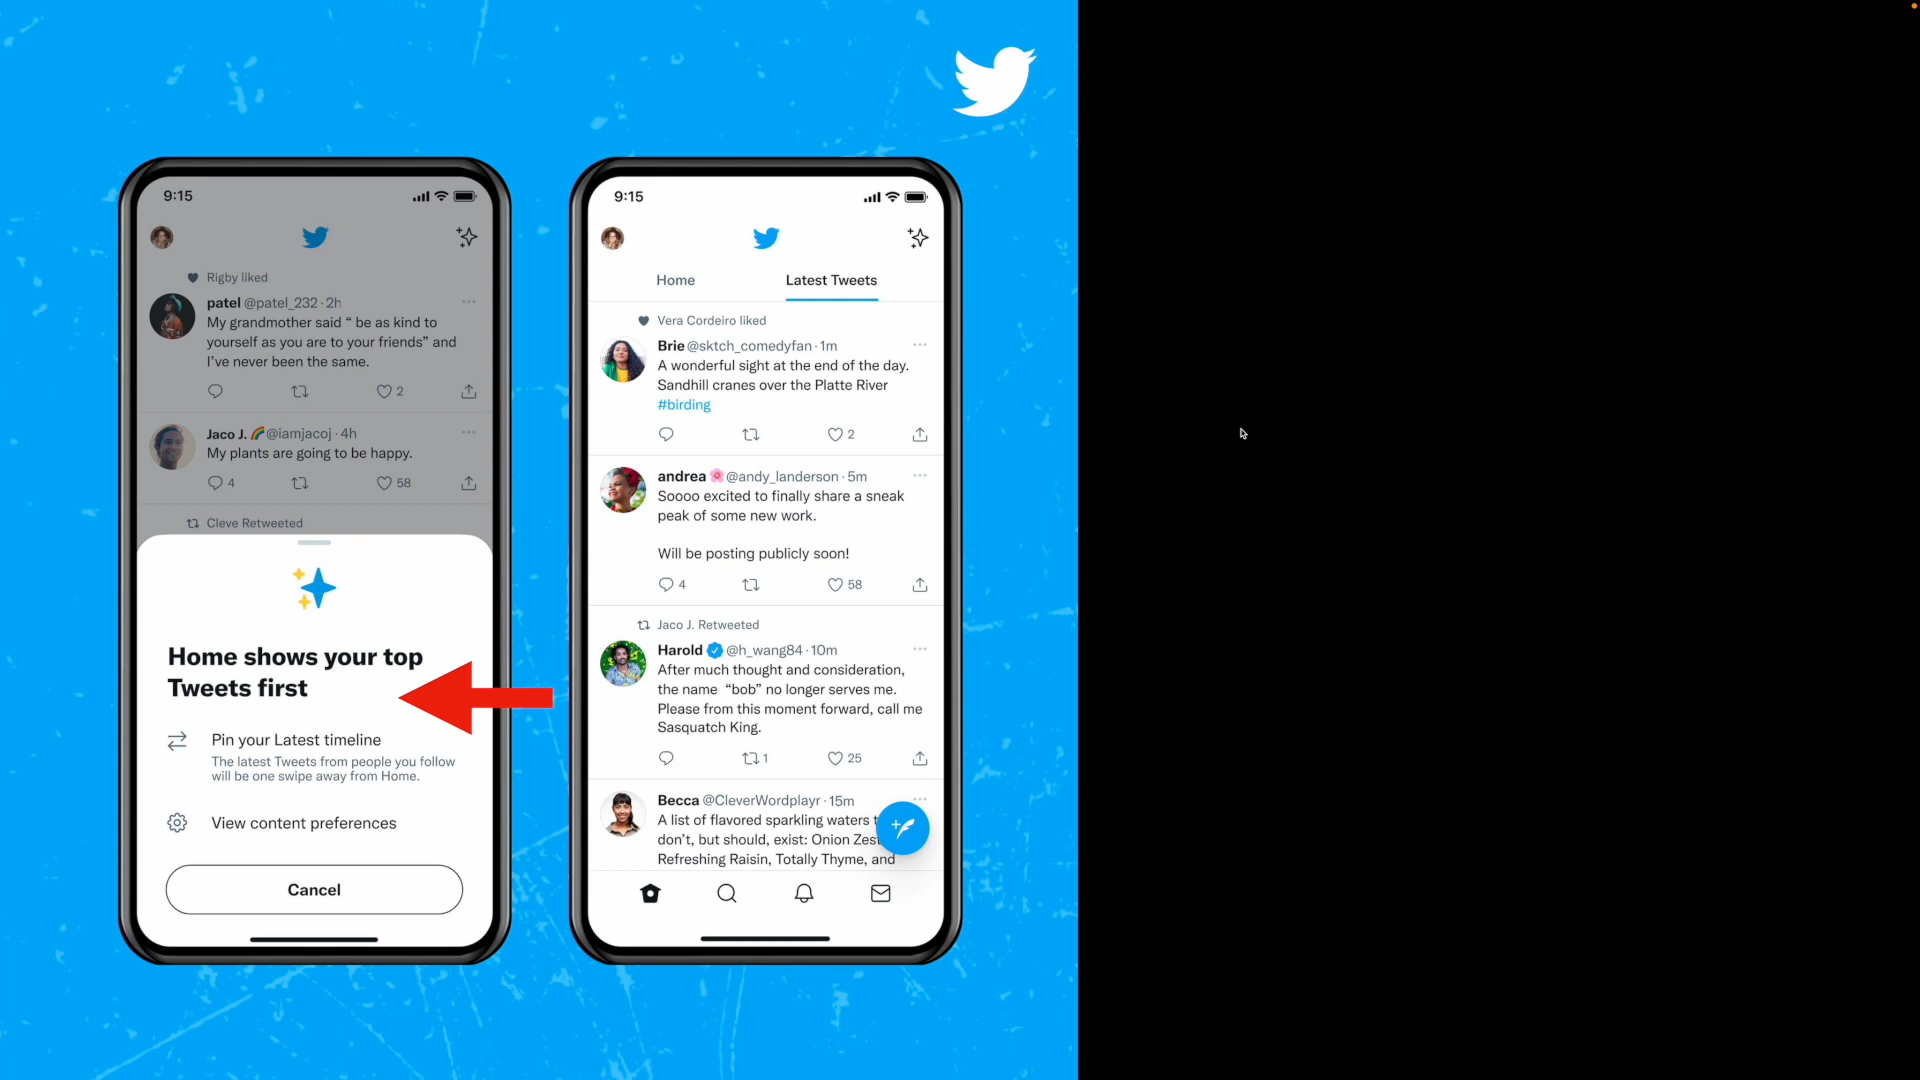 9:15
Rigby liked
patel @patel_232 · 2h
My grandmother said “ be as kind to
yourself as you are to your friends” and
I’ve never been the same.
2
Jaco J. 🌈 @iamjacoj · 4h
My plants are going to be happy.
4 58
Cleve Retweeted
Home shows your top
Tweets first
Pin your Latest timeline
The latest Tweets from people you follow
will be one swipe away from Home.
View content preferences
Cancel
9:15
Home Latest Tweets
Vera Cordeiro liked
Brie @sktch_comedyfan · 1m
A wonderful sight at the end of the day.
Sandhill cranes over the Platte River
#birding
2
andrea 🌸 @andy_landerson · 5m
Soooo excited to finally share a sneak
peak of some new work.
Will be posting publicly soon!
4 58
Jaco J. Retweeted
Harold @h_wang84 · 10m
After much thought and consideration,
the name “bob” no longer serves me.
Please from this moment forward, call me
Sasquatch King.
1 25
Becca @CleverWordplayr · 15m
A list of flavored sparkling waters
don’t, but should, exist: Onion Zest
Refreshing Raisin, Totally Thyme, and